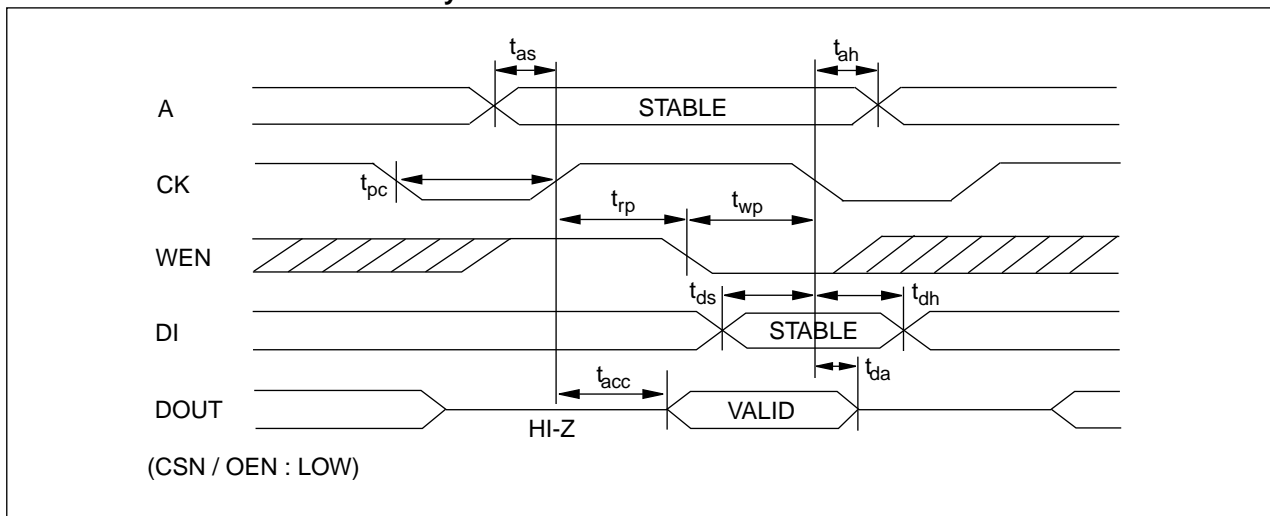 tas
tah
A
STABLE
CK
tpc
trp
twp
WEN
tds
tdh
DI
STABLE
tacc
tda
DOUT
VALID
HI-Z
(CSN / OEN : LOW)